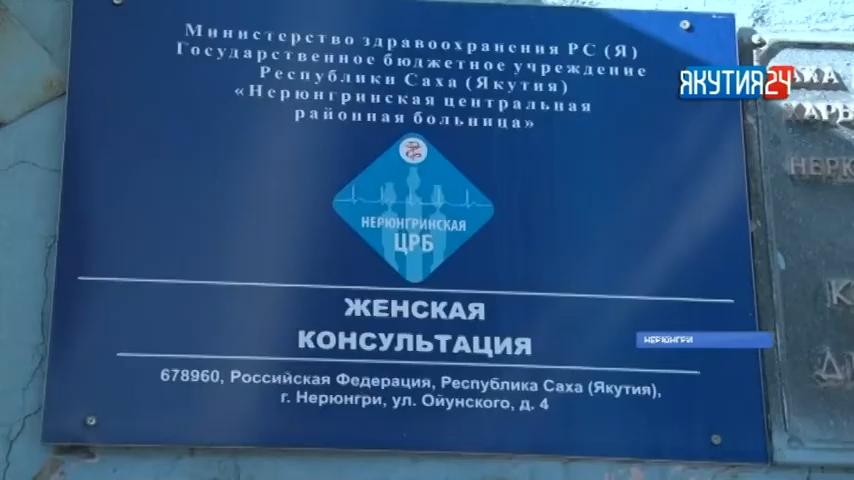 Министерство здравоохранения РС (Я)
Государственное бюджетное учреждение
Республики Саха (Якутия)
«Нерюнгринская центральная
районная больница»
НЕРЮНГРИНСКАЯ
ЦРБ
ЖЕНСКАЯ
КОНСУЛЬТАЦИЯ
678960, Российская Федерация, Республика Саха (Якутия),
г. Нерюнгри, ул. Ойунского, д. 4
ЯКУТИЯ24
НЕРЮНГРИ